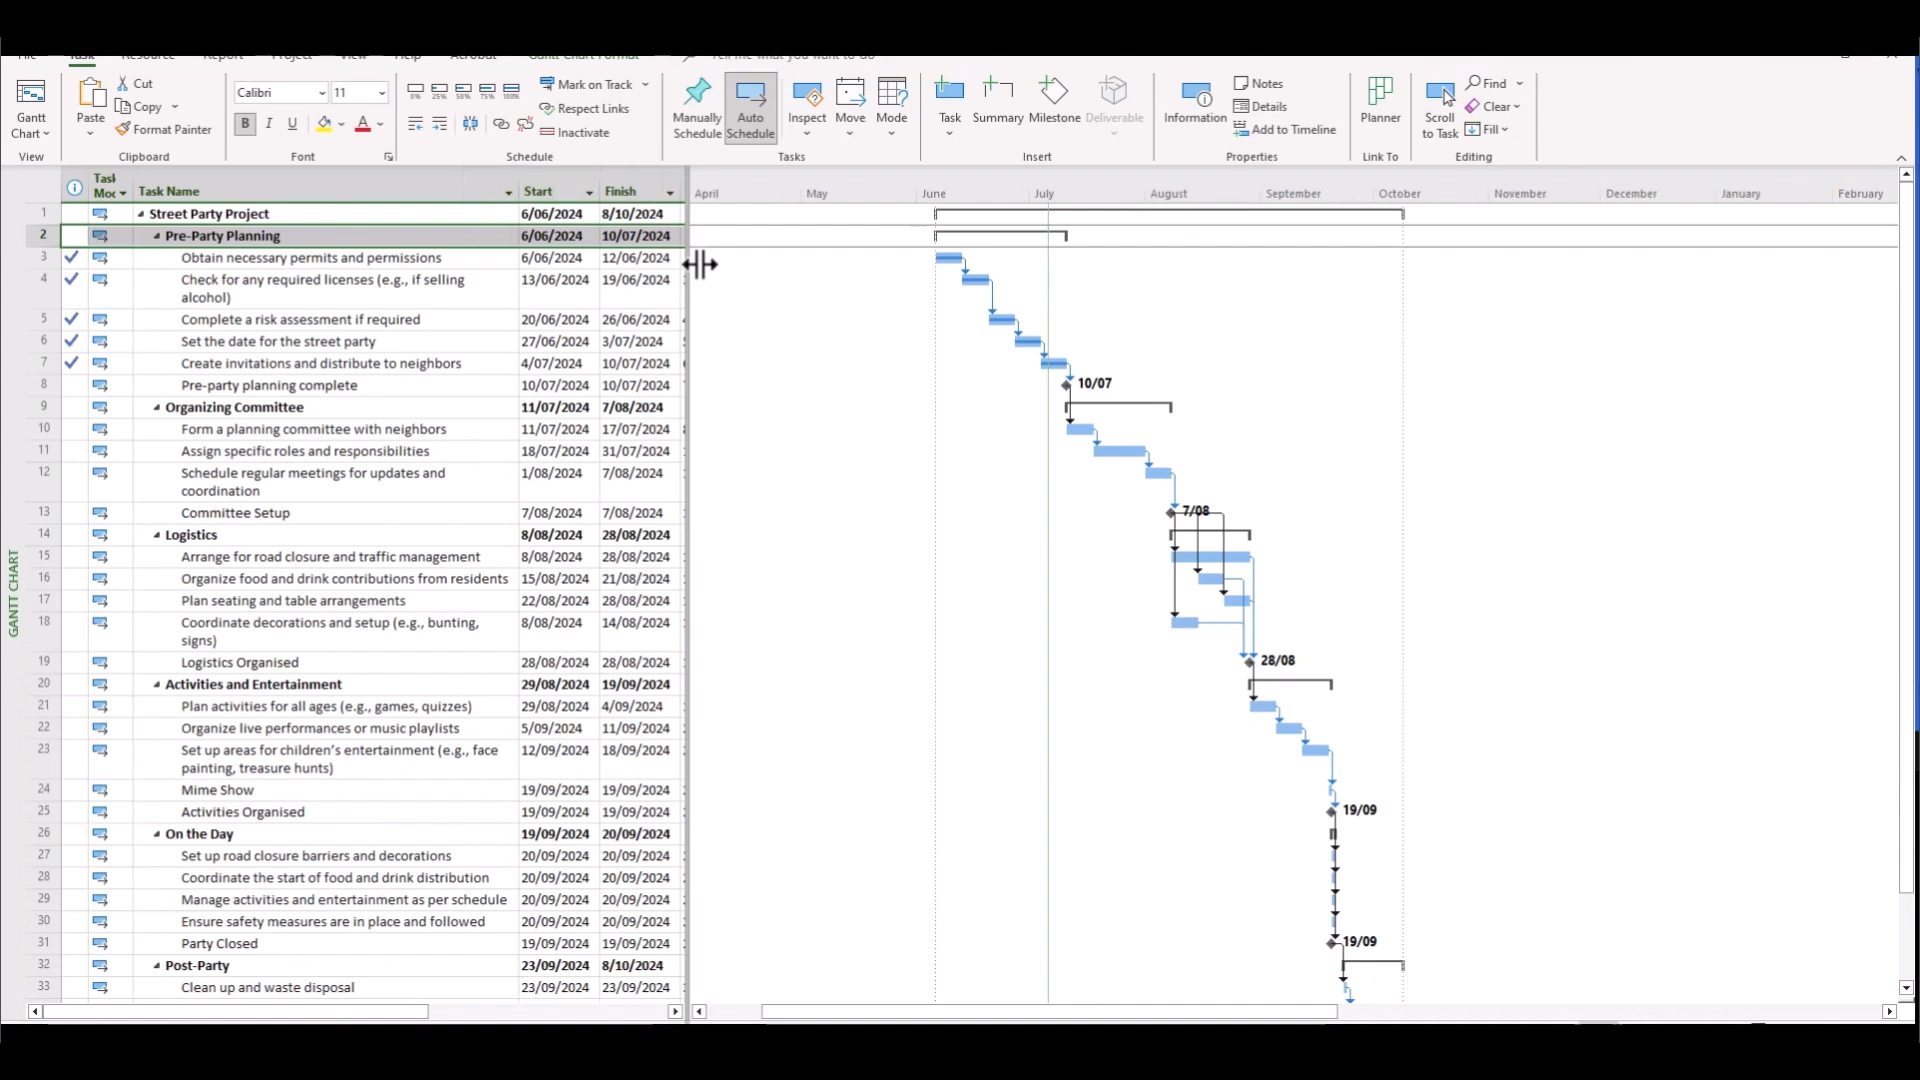 Task Resource Report Project View Help Acrobat Gantt Chart Format Tell me what you want to do
Gantt Chart
View
Paste
Cut
Copy
Format Painter
Clipboard
Calibri 11
B I U A
Font
0% 25% 50% 75% 100%
Mark on Track
Respect Links
Inactivate
Schedule
Manually Schedule
Auto Schedule
Inspect
Move
Mode
Tasks
Task
Summary
Milestone
Deliverable
Insert
Information
Notes
Details
Add to Timeline
Properties
Planner
Link To
Scroll to Task
Find
Clear
Fill
Editing
Task Name Start Finish
April May June July August September October November December January February
1 Street Party Project 6/06/2024 8/10/2024
2 Pre-Party Planning 6/06/2024 10/07/2024
3 Obtain necessary permits and permissions 6/06/2024 12/06/2024
4 Check for any required licenses (e.g., if selling 13/06/2024 19/06/2024
alcohol)
5 Complete a risk assessment if required 20/06/2024 26/06/2024
6 Set the date for the street party 27/06/2024 3/07/2024
7 Create invitations and distribute to neighbors 4/07/2024 10/07/2024
8 Pre-party planning complete 10/07/2024 10/07/2024 10/07
9 Organizing Committee 11/07/2024 7/08/2024
10 Form a planning committee with neighbors 11/07/2024 17/07/2024
11 Assign specific roles and responsibilities 18/07/2024 31/07/2024
12 Schedule regular meetings for updates and 1/08/2024 7/08/2024
coordination
13 Committee Setup 7/08/2024 7/08/2024 7/08
14 Logistics 8/08/2024 28/08/2024
15 Arrange for road closure and traffic management 8/08/2024 28/08/2024
16 Organize food and drink contributions from residents 15/08/2024 21/08/2024
17 Plan seating and table arrangements 22/08/2024 28/08/2024
18 Coordinate decorations and setup (e.g., bunting, 8/08/2024 14/08/2024
signs)
19 Logistics Organised 28/08/2024 28/08/2024 28/08
20 Activities and Entertainment 29/08/2024 19/09/2024
21 Plan activities for all ages (e.g., games, quizzes) 29/08/2024 4/09/2024
22 Organize live performances or music playlists 5/09/2024 11/09/2024
23 Set up areas for children's entertainment (e.g., face 12/09/2024 18/09/2024
painting, treasure hunts)
24 Mime Show 19/09/2024 19/09/2024
25 Activities Organised 19/09/2024 19/09/2024 19/09
26 On the Day 19/09/2024 20/09/2024
27 Set up road closure barriers and decorations 20/09/2024 20/09/2024
28 Coordinate the start of food and drink distribution 20/09/2024 20/09/2024
29 Manage activities and entertainment as per schedule 20/09/2024 20/09/2024
30 Ensure safety measures are in place and followed 20/09/2024 20/09/2024
31 Party Closed 19/09/2024 19/09/2024 19/09
32 Post-Party 23/09/2024 8/10/2024
33 Clean up and waste disposal 23/09/2024 23/09/2024
GANTT CHART